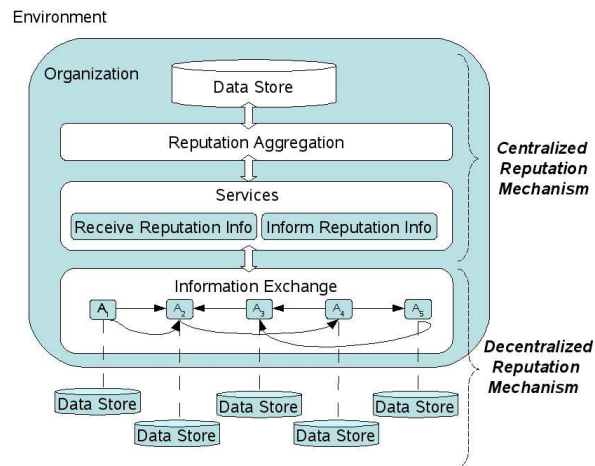 Environment
Organization
Data Store
Reputation Aggregation
Centralized
Reputation
Mechanism
Services
Receive Reputation Info
Inform Reputation Info
Information Exchange
A1 A2 A3 A4 A5
Decentralized
Reputation
Mechanism
Data Store
Data Store
Data Store
Data Store
Data Store